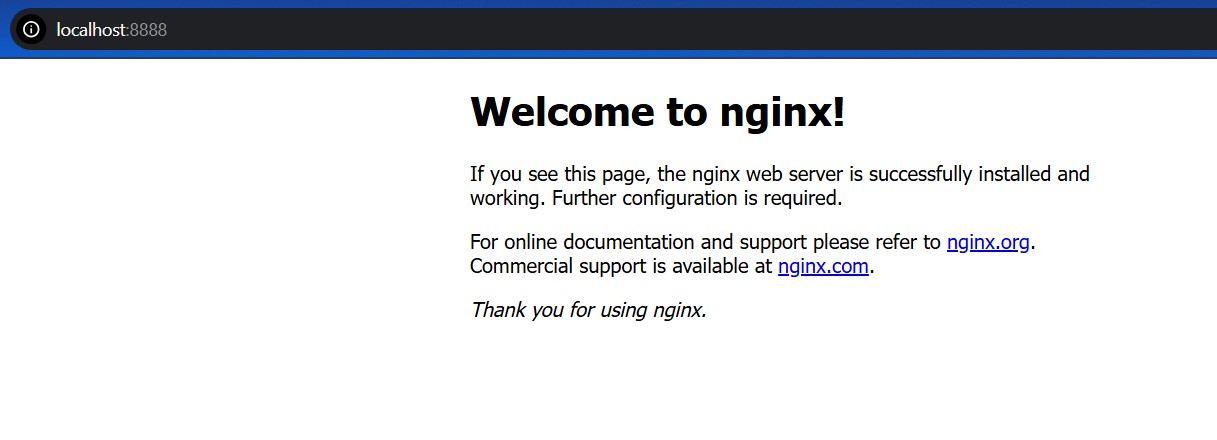 localhost:8888
Welcome to nginx!
If you see this page, the nginx web server is successfully installed and
working. Further configuration is required.
For online documentation and support please refer to nginx.org.
Commercial support is available at nginx.com.
Thank you for using nginx.